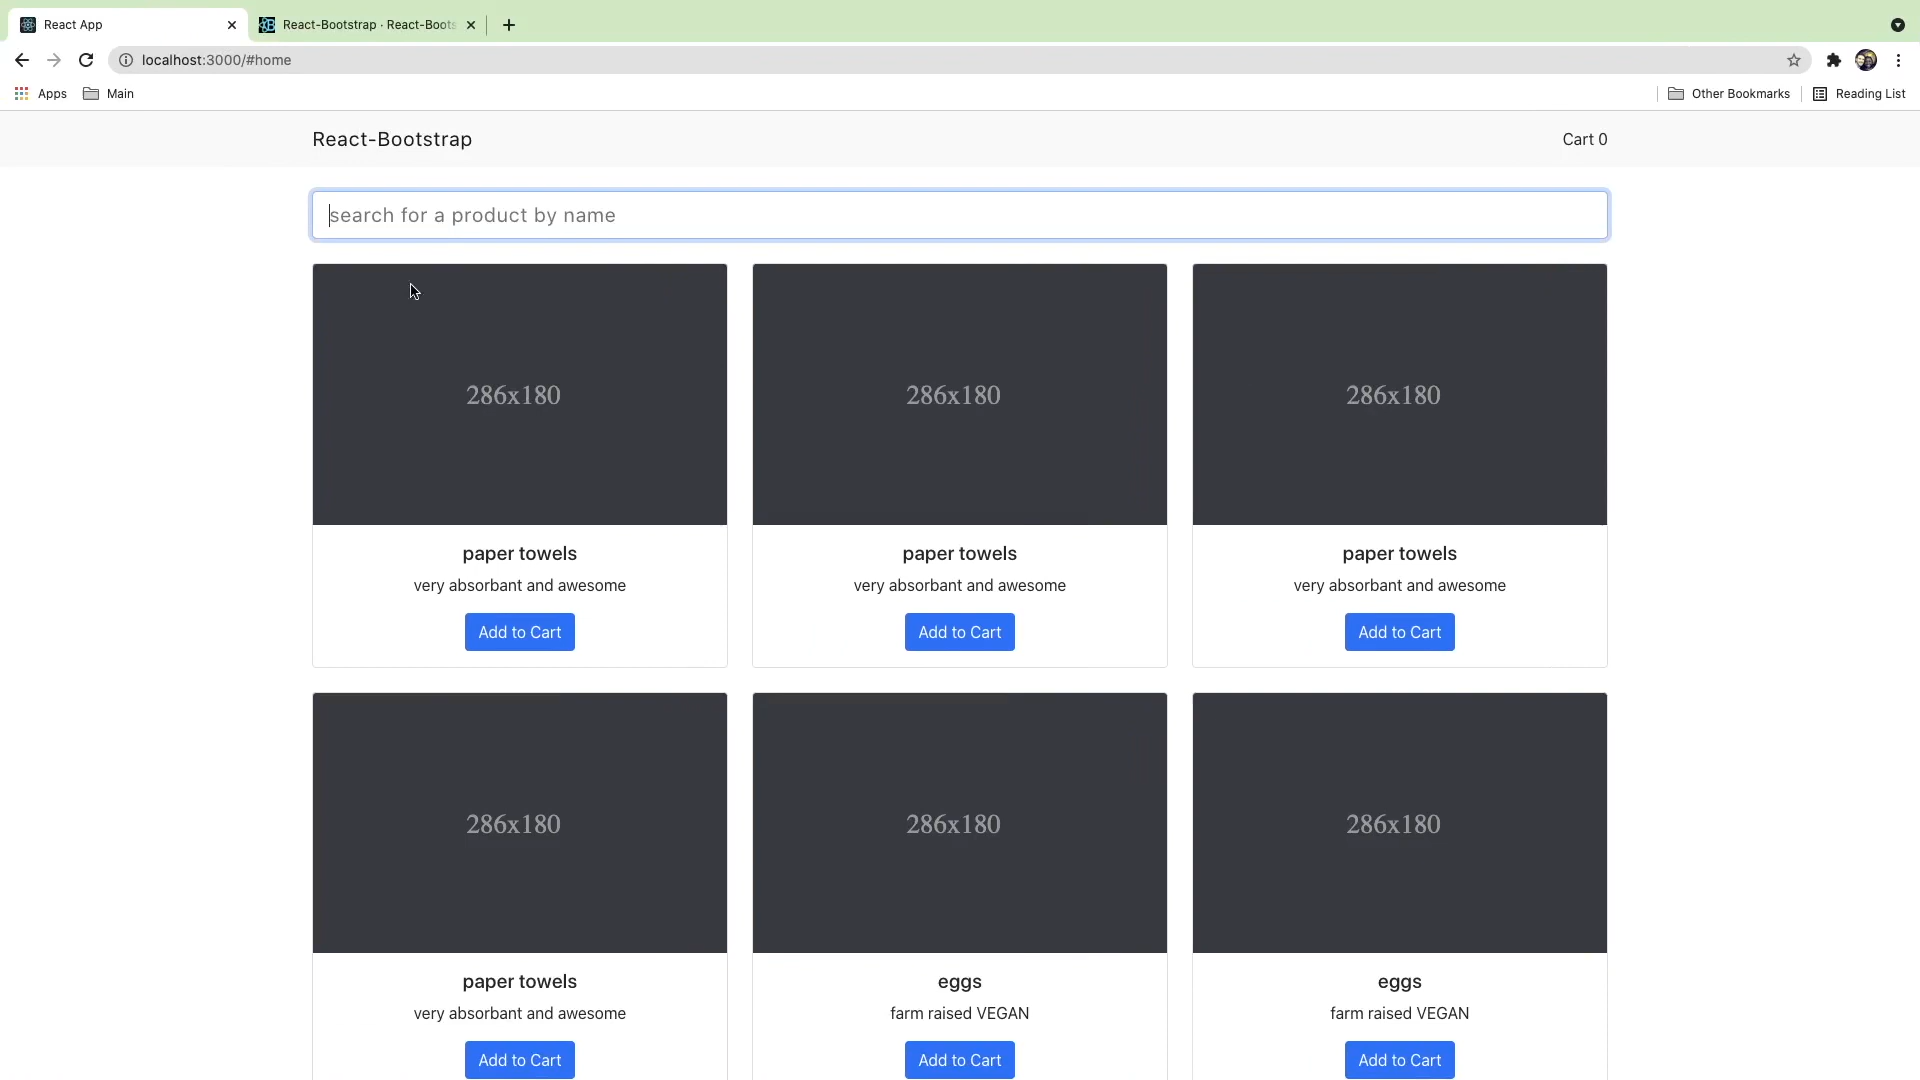 React App
React-Bootstrap · React-Boots
localhost:3000/#home
Apps
Main
Other Bookmarks
Reading List
React-Bootstrap
Cart 0
search for a product by name
286x180
286x180
286x180
paper towels
paper towels
paper towels
very absorbant and awesome
very absorbant and awesome
very absorbant and awesome
Add to Cart
Add to Cart
Add to Cart
286x180
286x180
286x180
paper towels
eggs
eggs
very absorbant and awesome
farm raised VEGAN
farm raised VEGAN
Add to Cart
Add to Cart
Add to Cart